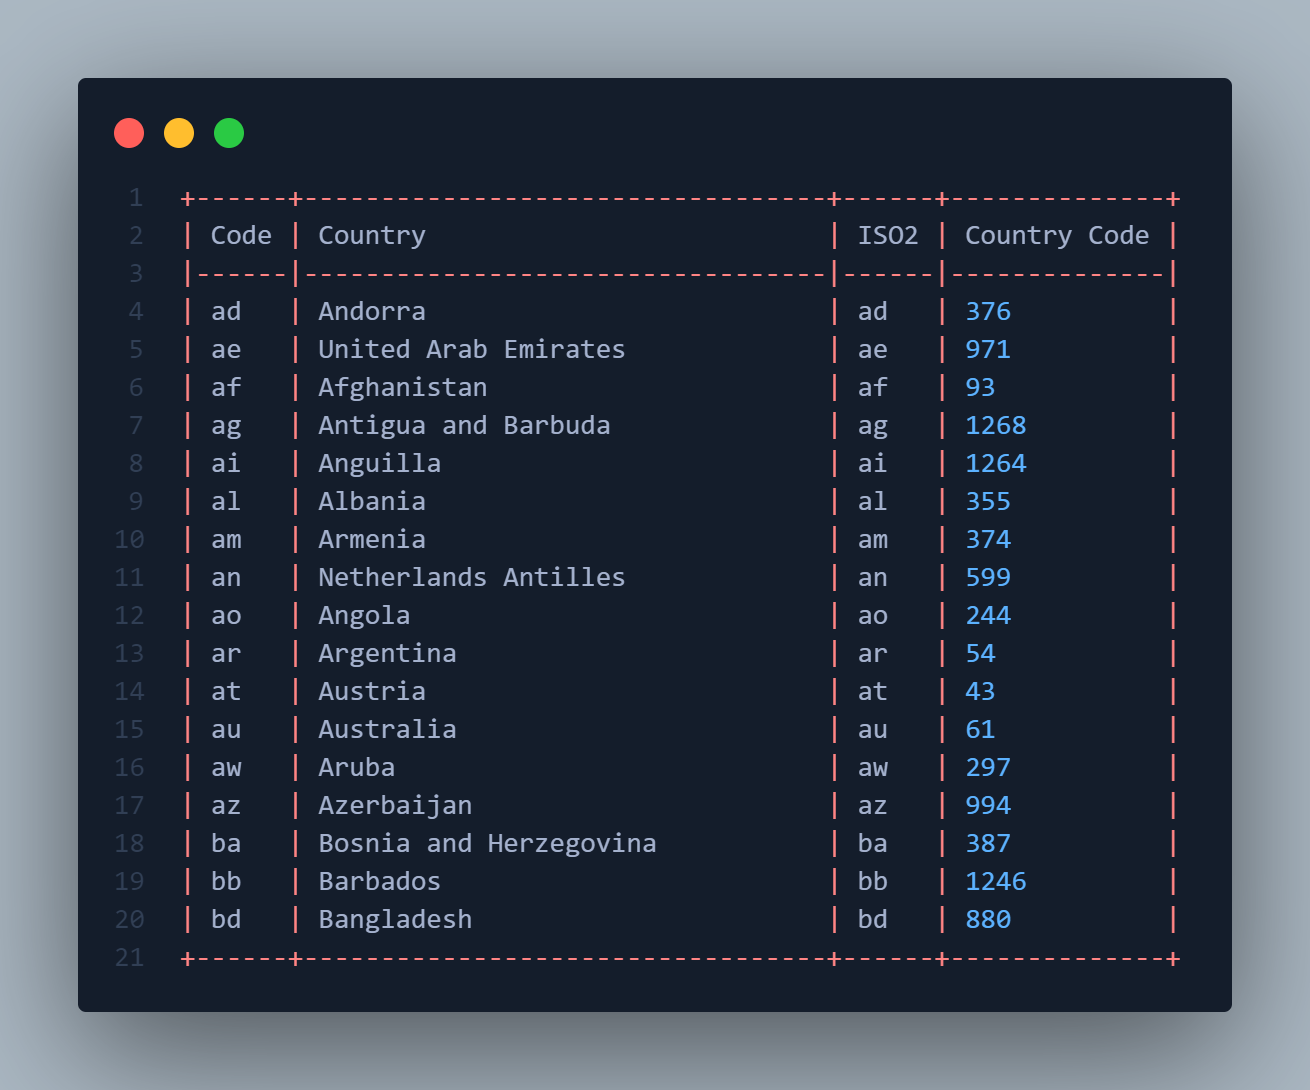 1 +------+----------------------------------+------+--------------+
2 | Code | Country                          | ISO2 | Country Code |
3 |------|----------------------------------|------|--------------|
4 | ad   | Andorra                          | ad   | 376          |
5 | ae   | United Arab Emirates             | ae   | 971          |
6 | af   | Afghanistan                      | af   | 93           |
7 | ag   | Antigua and Barbuda              | ag   | 1268         |
8 | ai   | Anguilla                         | ai   | 1264         |
9 | al   | Albania                          | al   | 355          |
10 | am   | Armenia                          | am   | 374          |
11 | an   | Netherlands Antilles             | an   | 599          |
12 | ao   | Angola                           | ao   | 244          |
13 | ar   | Argentina                        | ar   | 54           |
14 | at   | Austria                          | at   | 43           |
15 | au   | Australia                        | au   | 61           |
16 | aw   | Aruba                            | aw   | 297          |
17 | az   | Azerbaijan                       | az   | 994          |
18 | ba   | Bosnia and Herzegovina           | ba   | 387          |
19 | bb   | Barbados                         | bb   | 1246         |
20 | bd   | Bangladesh                       | bd   | 880          |
21 +------+----------------------------------+------+--------------+